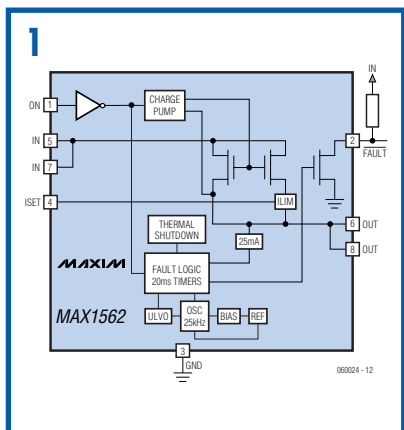 1
IN
ON 1
CHARGE
PUMP
IN 5
2
FAULT
IN 7
ISET 4
ILIM
THERMAL
SHUTDOWN
6 OUT
25mA
8 OUT
MAXIM
FAULT LOGIC
20ms TIMERS
MAX1562
ULVO
OSC
25kHz
BIAS
REF
3
GND
060024 - 12